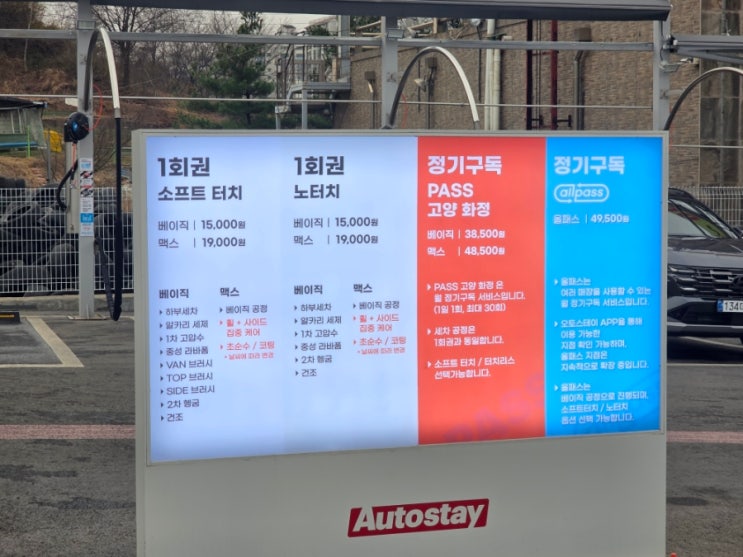 1회권
소프트 터치
베이직 | 15,000원
맥스 | 19,000원
베이직
▸ 하부세차
▸ 알카리 세제
▸ 1차 고압수
▸ 중성 라바폼
▸ VAN 브러시
▸ TOP 브러시
▸ SIDE 브러시
▸ 2차 헹굼
▸ 건조
맥스
▸ 베이직 공정
▸ 휠 + 사이드
집중 케어
▸ 초순수 / 코팅
* 날씨에 따라 변경
1회권
노터치
베이직 | 15,000원
맥스 | 19,000원
베이직
▸ 하부세차
▸ 알카리 세제
▸ 1차 고압수
▸ 중성 라바폼
▸ 2차 헹굼
▸ 건조
맥스
▸ 베이직 공정
▸ 휠 + 사이드
집중 케어
▸ 초순수 / 코팅
* 날씨에 따라 변경
정기구독
PASS
고양 화정
베이직 | 38,500원
맥스 | 48,500원
▸ PASS 고양 화정 은
월 정기구독 서비스입니다.
(1일 1회, 최대 30회)
▸ 세차 공정은
1회권과 동일합니다.
▸ 소프트 터치 / 터치리스
선택가능합니다.
정기구독
allpass
올패스 | 49,500원
▸ 올패스는
여러 매장을 사용할 수 있는
월 정기구독 서비스입니다.
▸ 오토스테이 APP을 통해
이용 가능한
지점 확인 가능하며,
올패스 지점은
지속적으로 확장 중입니다.
▸ 올패스는
베이직 공정으로 진행되며,
소프트터치 / 노터치
옵션 선택 가능합니다.
Autostay